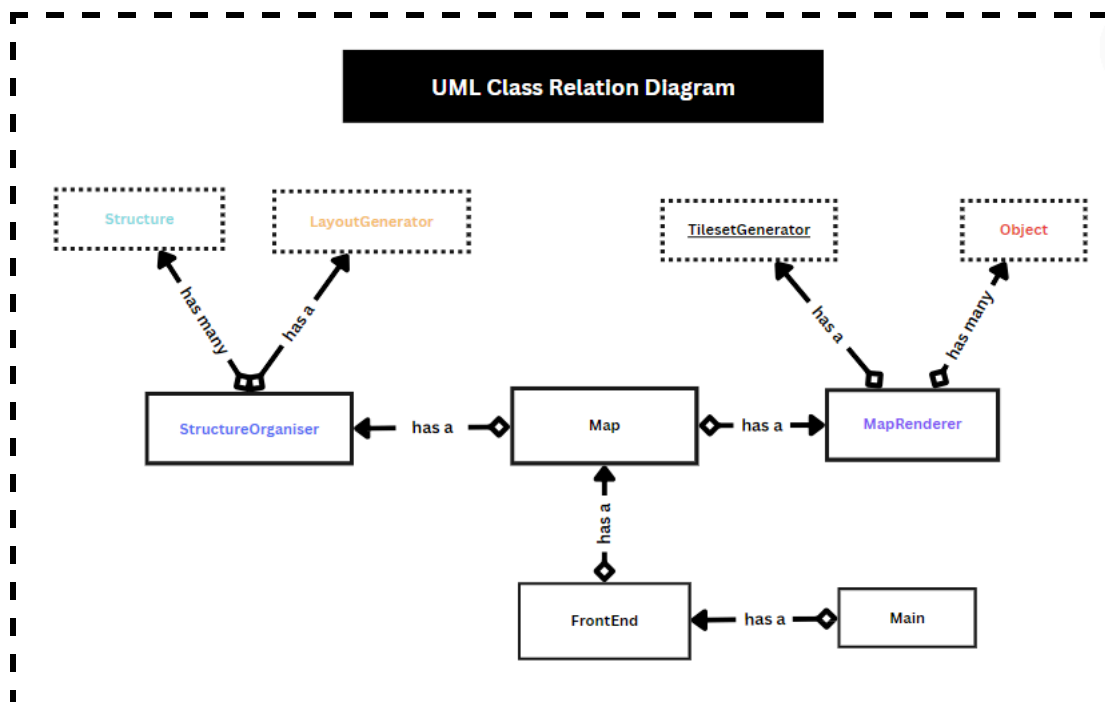 UML Class Relation Diagram
Structure
LayoutGenerator
TilesetGenerator
Object
has many
has a
has a
has many
StructureOrganiser
has a
Map
has a
MapRenderer
has a
FrontEnd
has a
Main